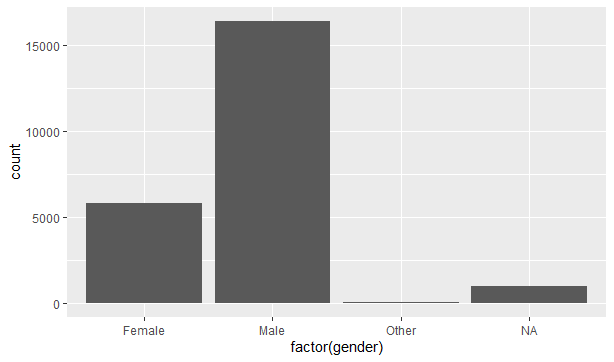 15000
10000
5000
0
count
Female Male Other NA
factor(gender)